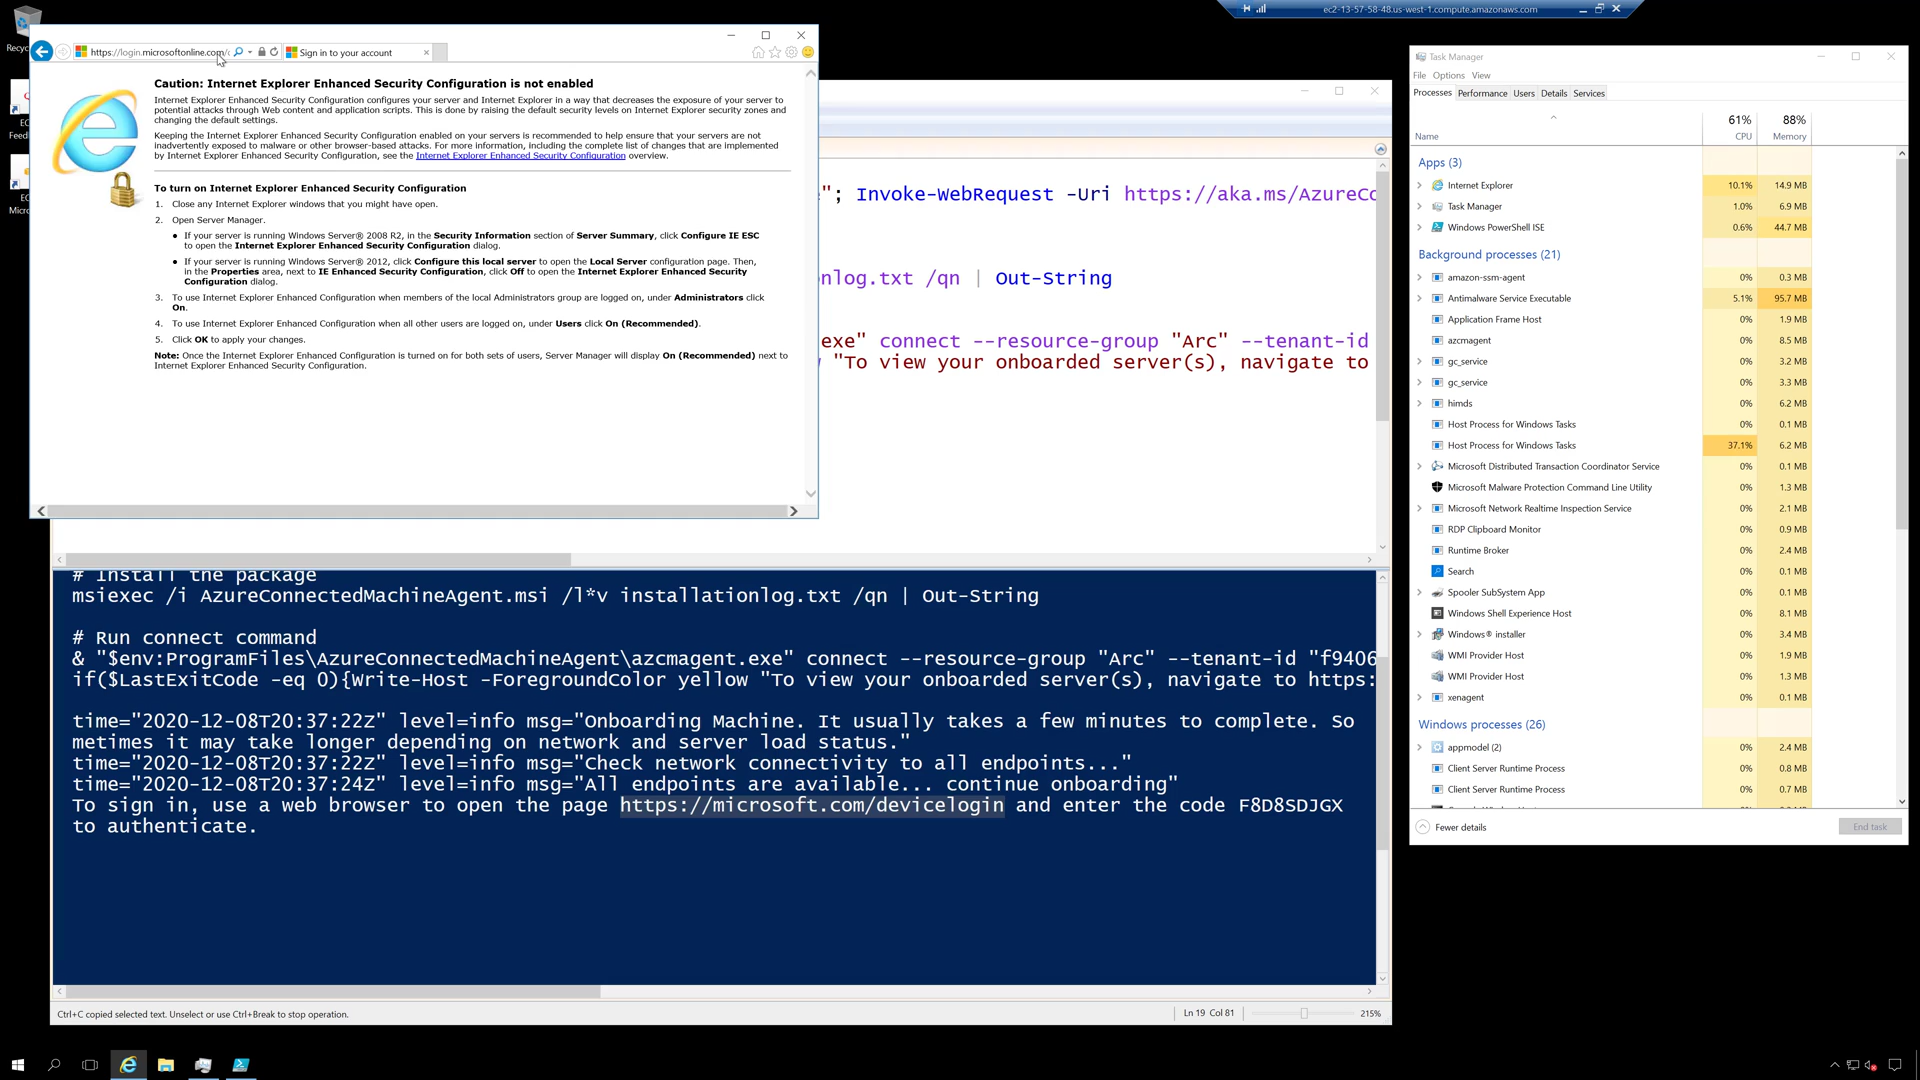 ec2-13-57-58-48.us-west-1.compute.amazonaws.com
https://login.microsoftonline.com/
Sign in to your account
Caution: Internet Explorer Enhanced Security Configuration is not enabled
Internet Explorer Enhanced Security Configuration configures your server and Internet Explorer in a way that decreases the exposure of your server to
potential attacks through Web content and application scripts. This is done by raising the default security levels on Internet Explorer security zones and
changing the default settings.
Keeping the Internet Explorer Enhanced Security Configuration enabled on your servers is recommended to help ensure that your servers are not
inadvertently exposed to malware or other browser-based attacks. For more information, including the complete list of changes that are implemented
by Internet Explorer Enhanced Security Configuration, see the Internet Explorer Enhanced Security Configuration overview.
To turn on Internet Explorer Enhanced Security Configuration
1. Close any Internet Explorer windows that you might have open.
2. Open Server Manager.
• If your server is running Windows Server® 2008 R2, in the Security Information section of Server Summary, click Configure IE ESC
to open the Internet Explorer Enhanced Security Configuration dialog.
• If your server is running Windows Server® 2012, click Configure this local server to open the Local Server configuration page. Then,
in the Properties area, next to IE Enhanced Security Configuration, click Off to open the Internet Explorer Enhanced Security
Configuration dialog.
3. To use Internet Explorer Enhanced Configuration when members of the local Administrators group are logged on, under Administrators click
On.
4. To use Internet Explorer Enhanced Configuration when all other users are logged on, under Users click On (Recommended).
5. Click OK to apply your changes.
Note: Once the Internet Explorer Enhanced Configuration is turned on for both sets of users, Server Manager will display On (Recommended) next to
Internet Explorer Enhanced Security Configuration.
e"; Invoke-WebRequest -Uri https://aka.ms/AzureCo
nlog.txt /qn | Out-String
exe" connect --resource-group "Arc" --tenant-id
"To view your onboarded server(s), navigate to
# Install the package
msiexec /i AzureConnectedMachineAgent.msi /l*v installationlog.txt /qn | Out-String
# Run connect command
& "$env:ProgramFiles\AzureConnectedMachineAgent\azcmagent.exe" connect --resource-group "Arc" --tenant-id "f9406
if($LastExitCode -eq 0){Write-Host -ForegroundColor yellow "To view your onboarded server(s), navigate to https:
time="2020-12-08T20:37:22Z" level=info msg="Onboarding Machine. It usually takes a few minutes to complete. So
metimes it may take longer depending on network and server load status."
time="2020-12-08T20:37:22Z" level=info msg="Check network connectivity to all endpoints..."
time="2020-12-08T20:37:24Z" level=info msg="All endpoints are available... continue onboarding"
To sign in, use a web browser to open the page https://microsoft.com/devicelogin and enter the code F8D8SDJGX
to authenticate.
Ctrl+C copied selected text. Unselect or use Ctrl+Break to stop operation.
Ln 19 Col 81
215%
Task Manager
File Options View
Processes Performance Users Details Services
61% 88%
Name CPU Memory
Apps (3)
Internet Explorer 10.1% 14.9 MB
Task Manager 1.0% 6.9 MB
Windows PowerShell ISE 0.6% 44.7 MB
Background processes (21)
amazon-ssm-agent 0% 0.3 MB
Antimalware Service Executable 5.1% 95.7 MB
Application Frame Host 0% 1.9 MB
azcmagent 0% 8.5 MB
gc_service 0% 3.2 MB
gc_service 0% 3.3 MB
himds 0% 6.2 MB
Host Process for Windows Tasks 0% 0.1 MB
Host Process for Windows Tasks 37.1% 6.2 MB
Microsoft Distributed Transaction Coordinator Service 0% 0.1 MB
Microsoft Malware Protection Command Line Utility 0% 1.3 MB
Microsoft Network Realtime Inspection Service 0% 2.1 MB
RDP Clipboard Monitor 0% 0.9 MB
Runtime Broker 0% 2.4 MB
Search 0% 0.1 MB
Spooler SubSystem App 0% 0.1 MB
Windows Shell Experience Host 0% 8.1 MB
Windows® installer 0% 3.4 MB
WMI Provider Host 0% 1.9 MB
WMI Provider Host 0% 1.3 MB
xenagent 0% 0.1 MB
Windows processes (26)
appmodel (2) 0% 2.4 MB
Client Server Runtime Process 0% 0.8 MB
Client Server Runtime Process 0% 0.7 MB
Fewer details
End task
Recyc
EC
Feedb
EC
Micro